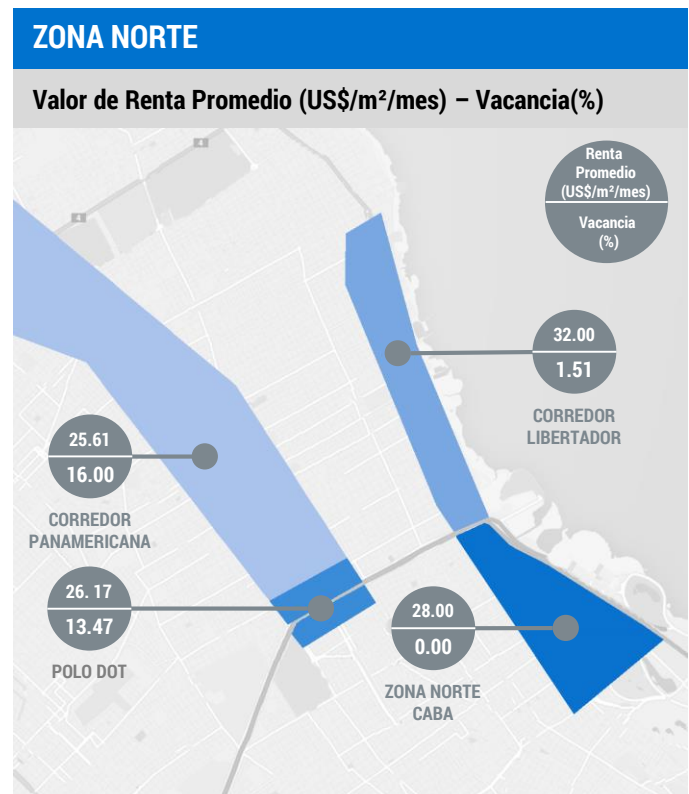 ZONA NORTE
Valor de Renta Promedio (US$/m²/mes) – Vacancia(%)
4
4
Renta
Promedio
(US$/m²/mes)
Vacancia
(%)
32.00
1.51
CORREDOR
LIBERTADOR
25.61
16.00
CORREDOR
PANAMERICANA
26. 17
13.47
POLO DOT
28.00
0.00
ZONA NORTE
CABA